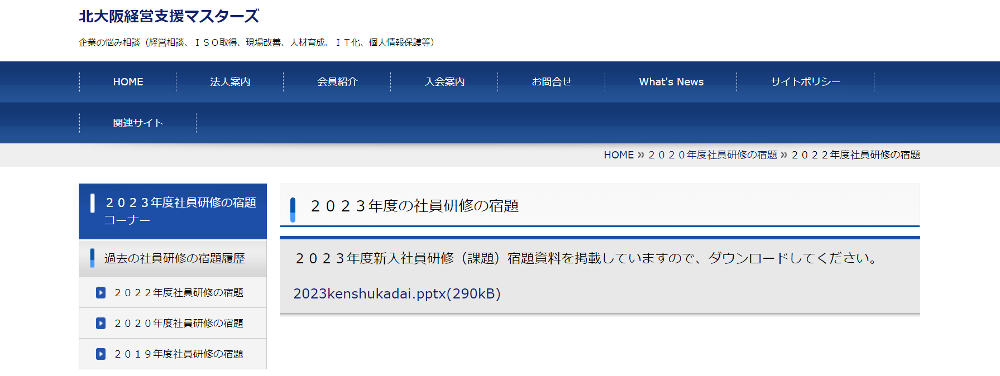 北大阪経営支援マスターズ
企業の悩み相談（経営相談、ＩＳＯ取得、現場改善、人材育成、ＩＴ化、個人情報保護等）
HOME 法人案内 会員紹介 入会案内 お問合せ What's News サイトポリシー
関連サイト
HOME » ２０２０年度社員研修の宿題 » ２０２２年度社員研修の宿題
２０２３年度社員研修の宿題
コーナー
過去の社員研修の宿題履歴
２０２２年度社員研修の宿題
２０２０年度社員研修の宿題
２０１９年度社員研修の宿題
２０２３年度の社員研修の宿題
２０２３年度新入社員研修（課題）宿題資料を掲載していますので、ダウンロードしてください。
2023kenshukadai.pptx(290kB)